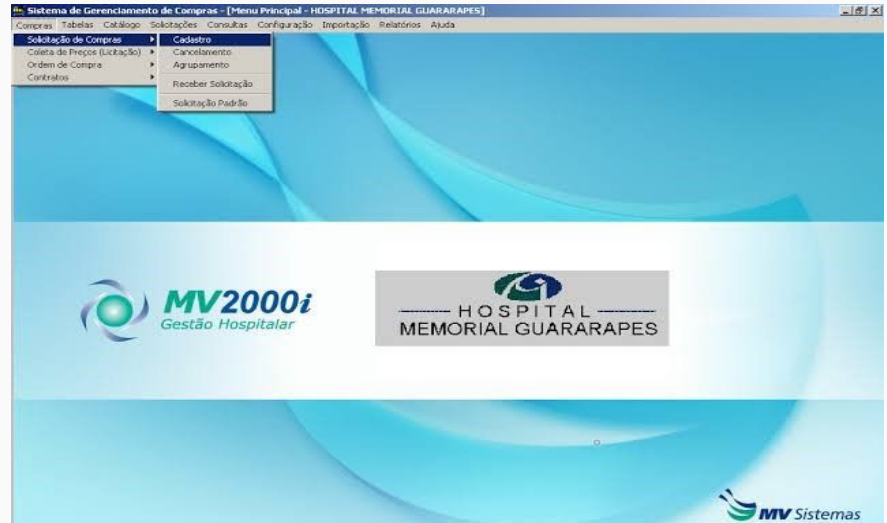 Sistema de Gerenciamento de Compras - [Menu Principal - HOSPITAL MEMORIAL GUARARAPES]
Compras Tabelas Catálogo Solicitações Consultas Configuração Importação Relatórios Ajuda
Solicitação de Compras
Coleta de Preços (Licitação)
Ordem de Compra
Contratos
Cadastro
Cancelamento
Agrupamento
Receber Solicitação
Solicitação Padrão
MV2000i
Gestão Hospitalar
HOSPITAL
MEMORIAL GUARARAPES
MV Sistemas